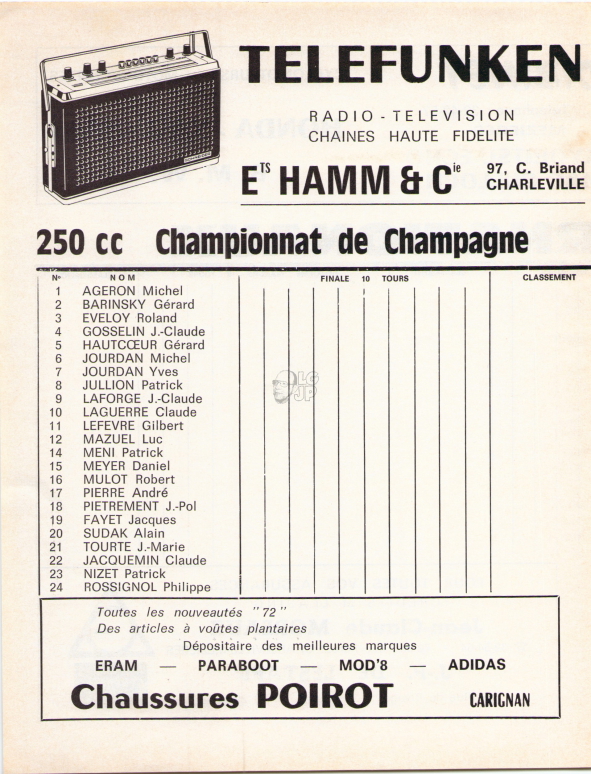 TELEFUNKEN
RADIO - TELEVISION
CHAINES HAUTE FIDELITE
ETS HAMM & Cie 97, C. Briand
CHARLEVILLE
250 cc Championnat de Champagne
N° NOM FINALE 10 TOURS CLASSEMENT
1 AGERON Michel
2 BARINSKY Gérard
3 EVELOY Roland
4 GOSSELIN J.-Claude
5 HAUTCŒUR Gérard
6 JOURDAN Michel
7 JOURDAN Yves
8 JULLION Patrick
9 LAFORGE J.-Claude
10 LAGUERRE Claude
11 LEFEVRE Gilbert
12 MAZUEL Luc
14 MENI Patrick
15 MEYER Daniel
16 MULOT Robert
17 PIERRE André
18 PIETREMENT J.-Pol
19 FAYET Jacques
20 SUDAK Alain
21 TOURTE J.-Marie
22 JACQUEMIN Claude
23 NIZET Patrick
24 ROSSIGNOL Philippe
LG
JP
Toutes les nouveautés "72"
Des articles à voûtes plantaires
Dépositaire des meilleures marques
ERAM — PARABOOT — MOD'8 — ADIDAS
Chaussures POIROT CARIGNAN